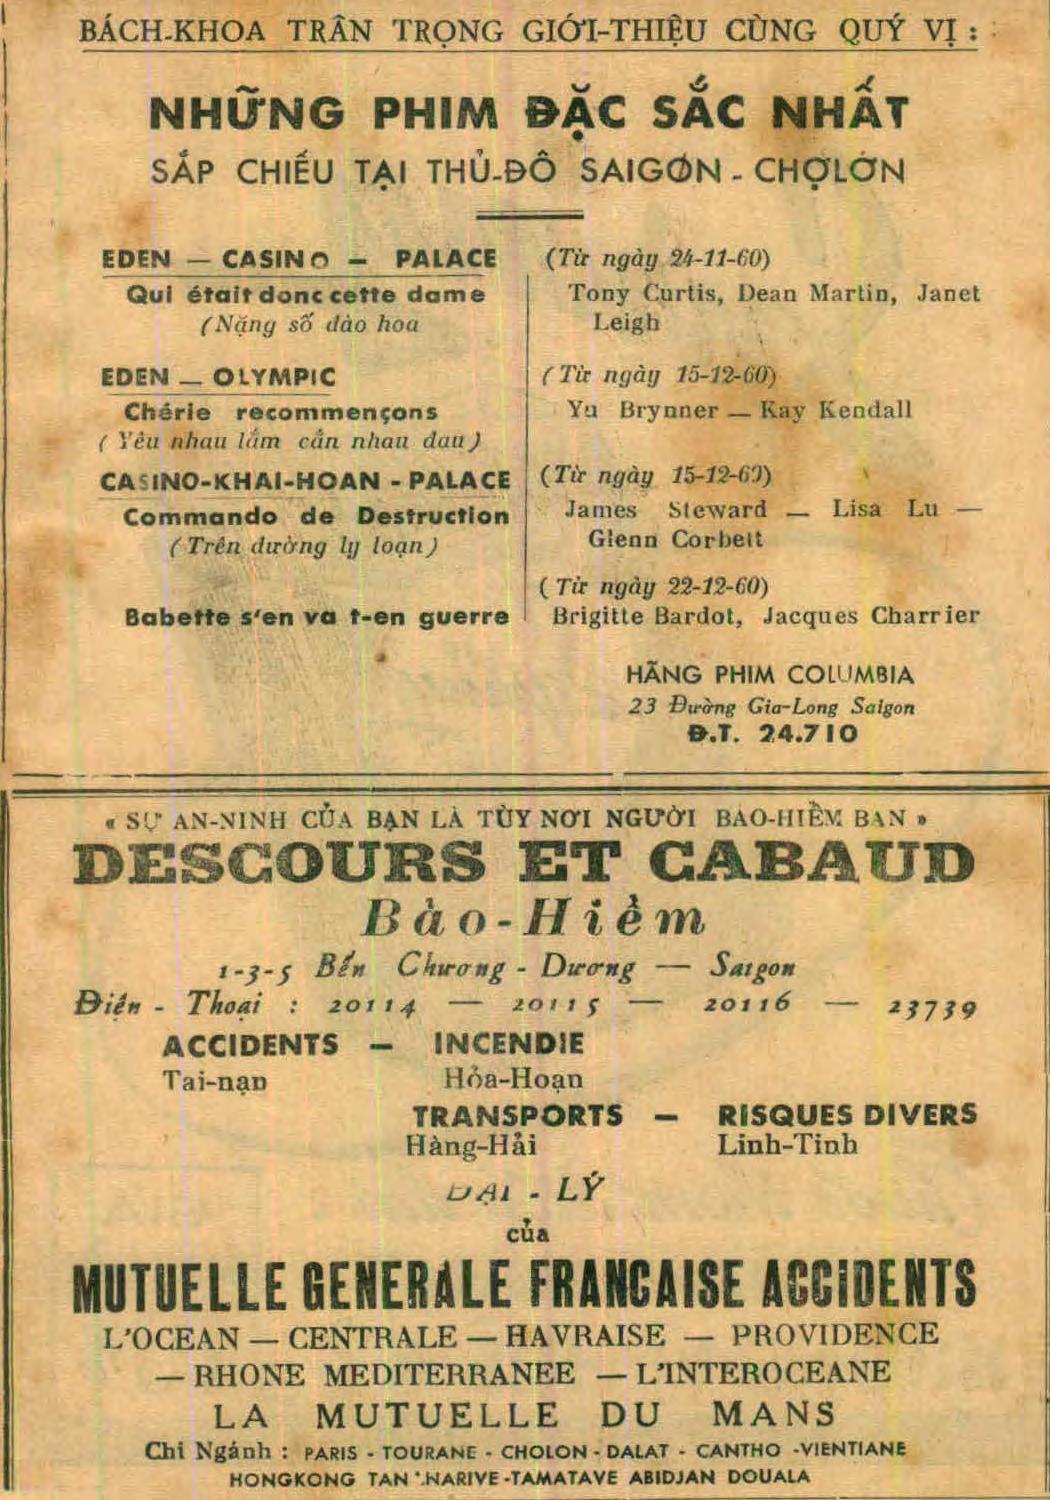 BÁCH-KHOA TRÂN TRỌNG GIỚI-THIỆU CÙNG QUÝ VỊ :
NHỮNG PHIM ĐẶC SẮC NHẤT
SẮP CHIẾU TẠI THỦ-ĐÔ SAIGON - CHỢLỚN
EDEN — CASINO — PALACE
(Từ ngày 24-11-60)
Qui était donc cette dame
Tony Curtis, Dean Martin, Janet
(Nặng số đào hoa
Leigh
EDEN — OLYMPIC
(Từ ngày 15-12-60)
Chérie recommençons
Yu Brynner — Kay Kendall
(Yêu nhau lắm cắn nhau đau)
CASINO-KHAI-HOAN - PALACE
(Từ ngày 15-12-60)
Commando de Destruction
James Steward — Lisa Lu —
(Trên đường ly loạn)
Glenn Corbett
(Từ ngày 22-12-60)
Babette s'en va t-en guerre
Brigitte Bardot, Jacques Charrier
HÃNG PHIM COLUMBIA
23 Đường Gia-Long Saigon
Đ.T. 24.710
« SỰ AN-NINH CỦA BẠN LÀ TÙY NƠI NGƯỜI BẢO-HIỂM BẠN »
DESCOURS ET CABAUD
Bảo-Hiểm
1-3-5 Bến Chương - Dương — Saigon
Điện - Thoại : 20114 — 20115 — 20116 — 23739
ACCIDENTS — INCENDIE
Tai-nạn Hỏa-Hoạn
TRANSPORTS — RISQUES DIVERS
Hàng-Hải Linh-Tinh
ĐẠI - LÝ
của
MUTUELLE GENERALE FRANCAISE ACCIDENTS
L'OCEAN — CENTRALE — HAVRAISE — PROVIDENCE
— RHONE MEDITERRANEE — L'INTEROCEANE
LA MUTUELLE DU MANS
Chi Ngánh : PARIS - TOURANE - CHOLON - DALAT - CANTHO -VIENTIANE
HONGKONG TAN NARIVE -TAMATAVE ABIDJAN DOUALA